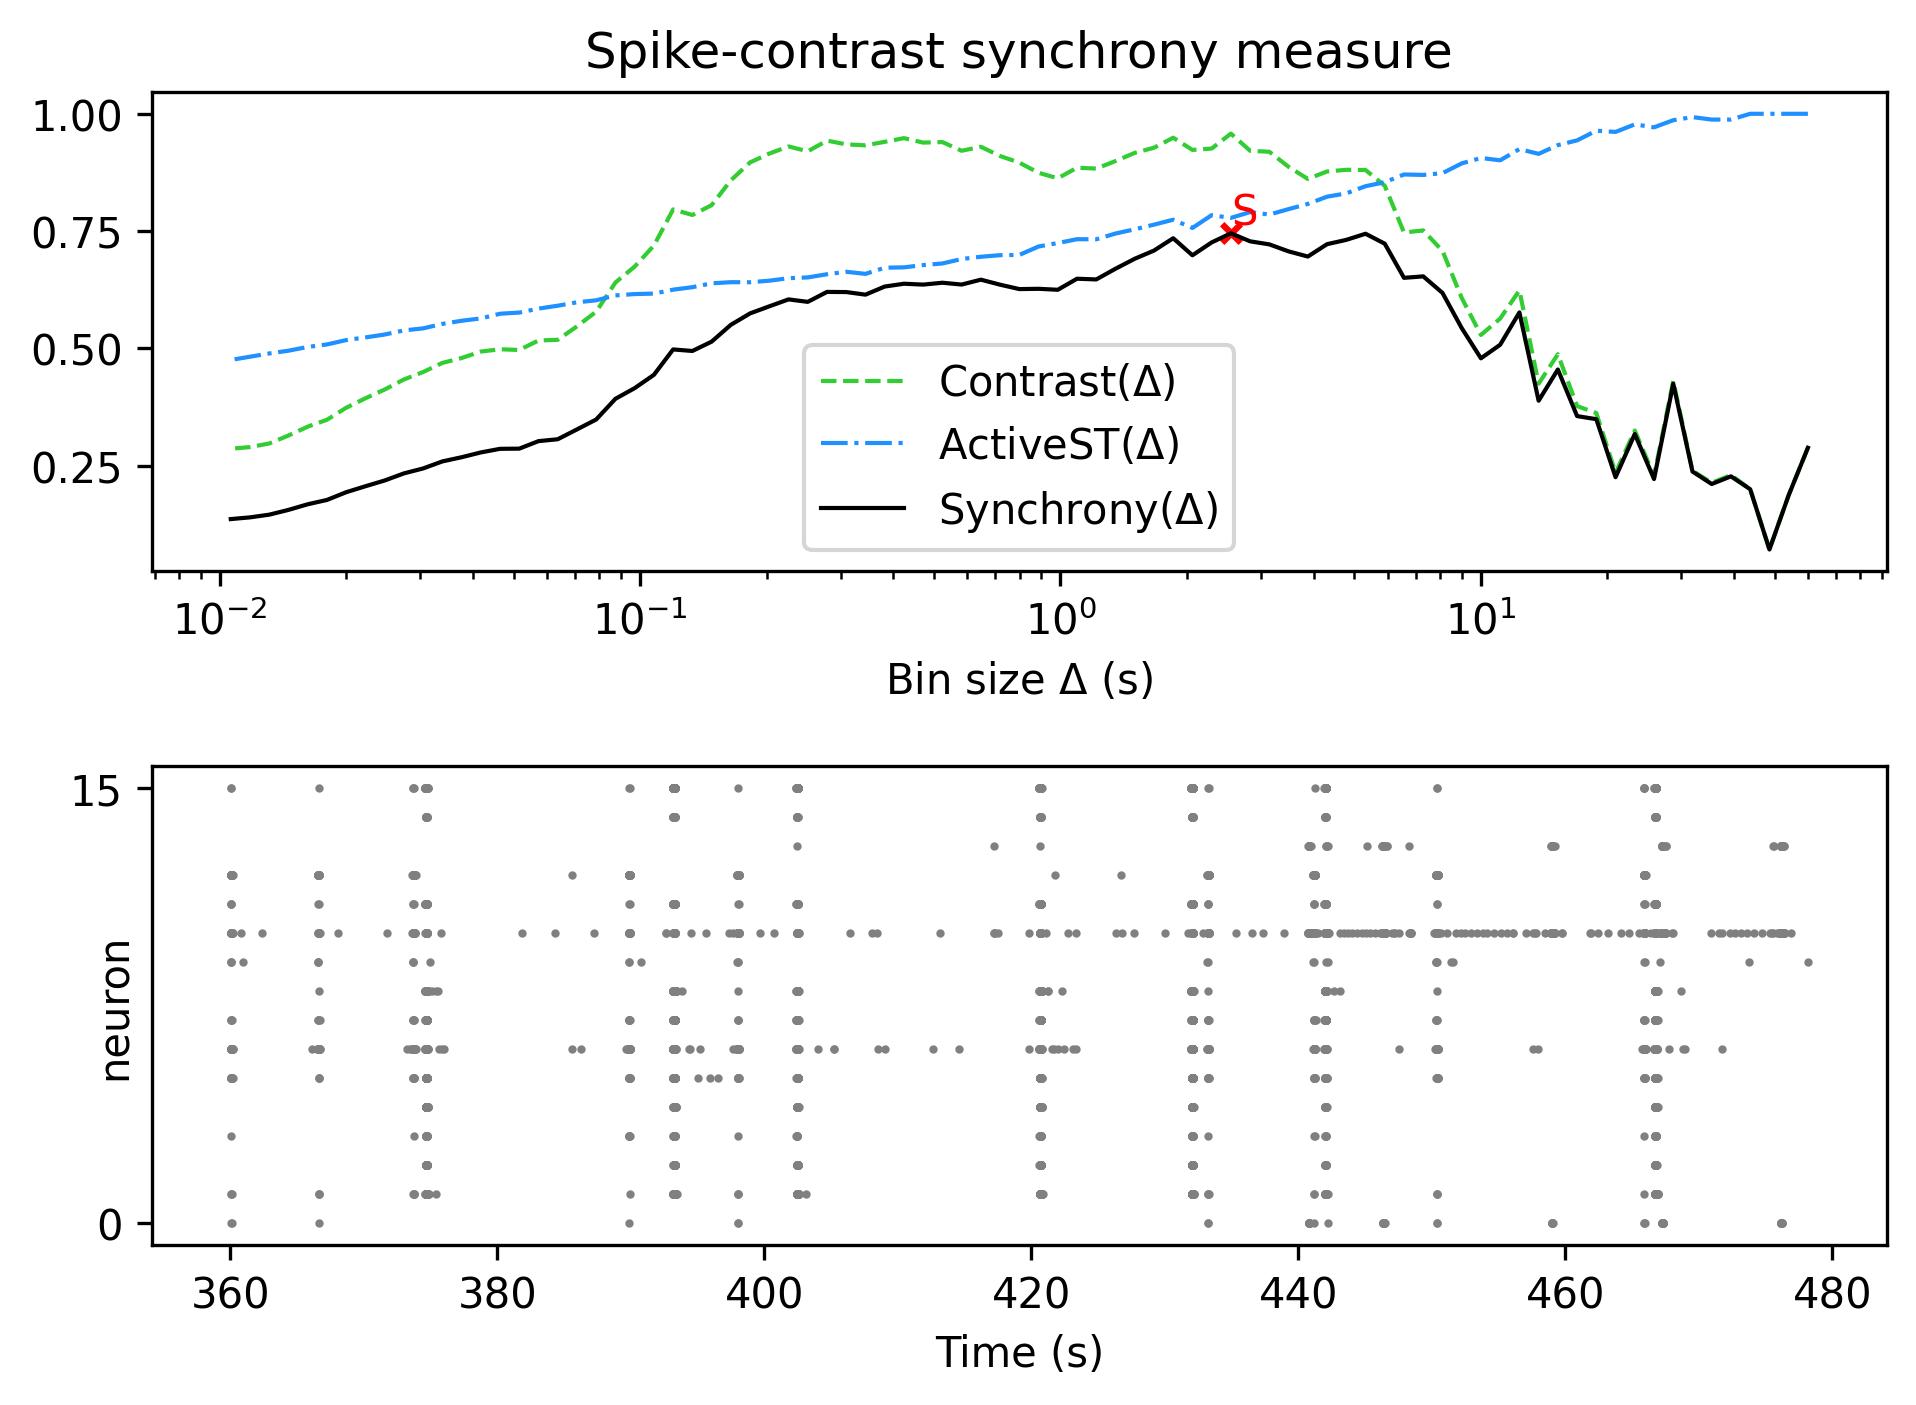 Spike-contrast synchrony measure
1.00
0.75
0.50
0.25
S
Contrast(Δ)
ActiveST(Δ)
Synchrony(Δ)
10⁻² 10⁻¹ 10⁰ 10¹
Bin size Δ (s)
15
neuron
0
360 380 400 420 440 460 480
Time (s)